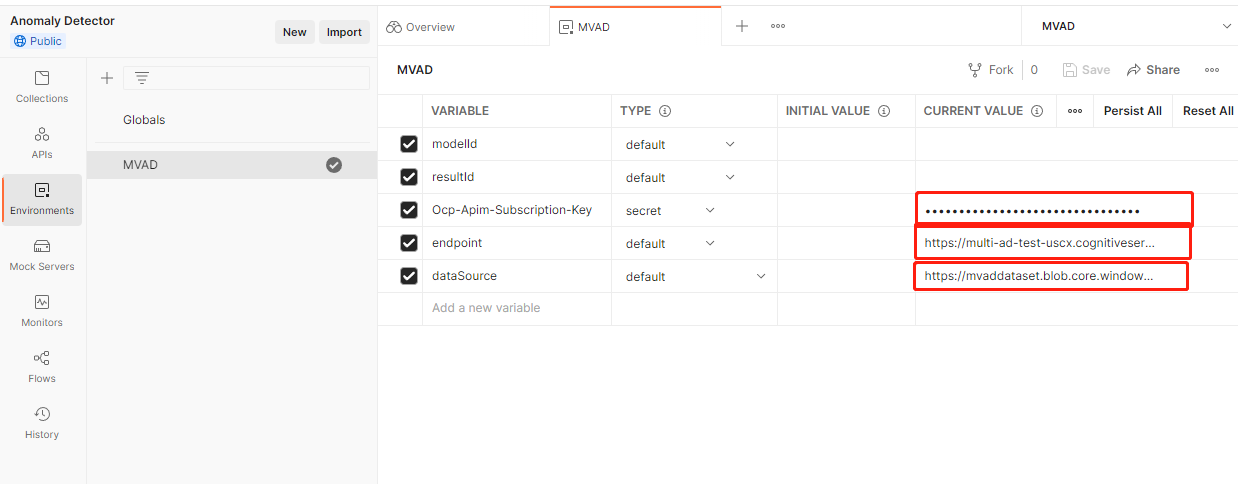 Anomaly Detector
Public
New
Import
Overview
MVAD
MVAD
Collections
APIs
Environments
Mock Servers
Monitors
Flows
History
Globals
MVAD
MVAD
Fork 0
Save
Share
VARIABLE TYPE INITIAL VALUE CURRENT VALUE Persist All Reset All
modelId default
resultId default
Ocp-Apim-Subscription-Key secret ••••••••••••••••••••••••••••••••
endpoint default https://multi-ad-test-uscx.cognitiveser...
dataSource default https://mvaddataset.blob.core.window...
Add a new variable